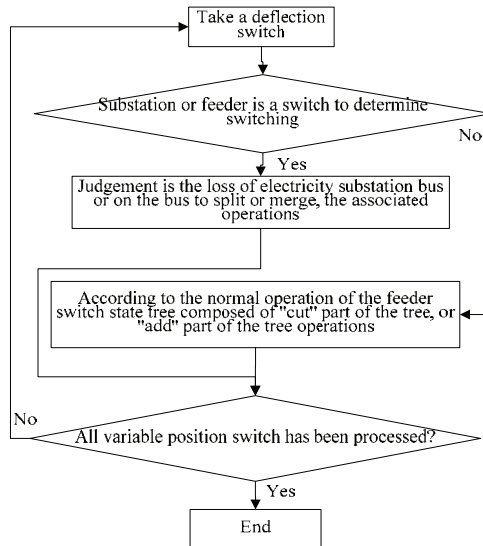 Take a deflection
switch
Substation or feeder is a switch to determine
switching
No
Yes
Judgement is the loss of electricity substation bus
or on the bus to split or merge, the associated
operations
According to the normal operation of the feeder
switch state tree composed of "cut" part of the tree, or
"add" part of the tree operations
No
All variable position switch has been processed?
Yes
End